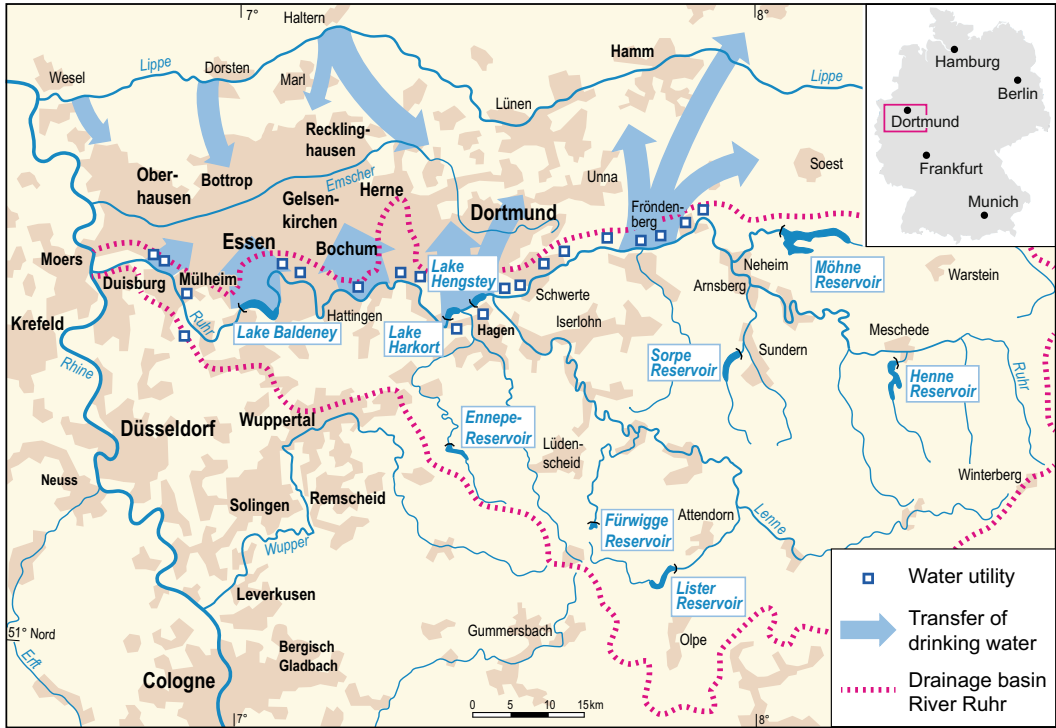 7°
8°
Haltern
Wesel
Lippe
Dorsten
Marl
Hamm
Lippe
Lünen
Reckling-
hausen
Ober-
hausen
Bottrop
Emscher
Gelsen-
kirchen
Herne
Dortmund
Unna
Soest
Frönden-
berg
Moers
Essen
Bochum
Lake
Hengstey
Duisburg
Mülheim
Ruhr
Hattingen
Lake Baldeney
Lake
Harkort
Hagen
Schwerte
Iserlohn
Neheim
Arnsberg
Möhne
Reservoir
Warstein
Krefeld
Rhine
Sorpe
Reservoir
Sundern
Meschede
Henne
Reservoir
Ruhr
Düsseldorf
Wuppertal
Ennepe-
Reservoir
Lüden-
scheid
Winterberg
Neuss
Solingen
Remscheid
Wupper
Fürwigge
Reservoir
Attendorn
Lenne
Leverkusen
Lister
Reservoir
51° Nord
Erft
Bergisch
Gladbach
Gummersbach
Olpe
Cologne
7°
0 5 10 15km
8°
Hamburg
Berlin
Dortmund
Frankfurt
Munich
Water utility
Transfer of
drinking water
Drainage basin
River Ruhr